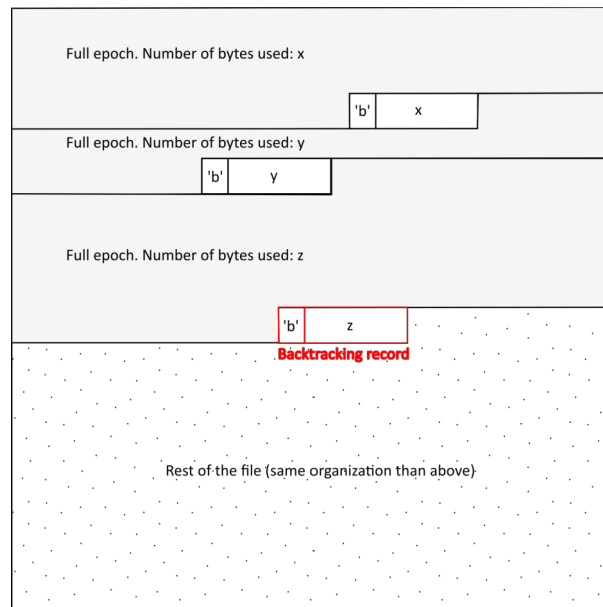 Full epoch. Number of bytes used: x
'b' x
Full epoch. Number of bytes used: y
'b' y
Full epoch. Number of bytes used: z
'b' z
Backtracking record
Rest of the file (same organization than above)